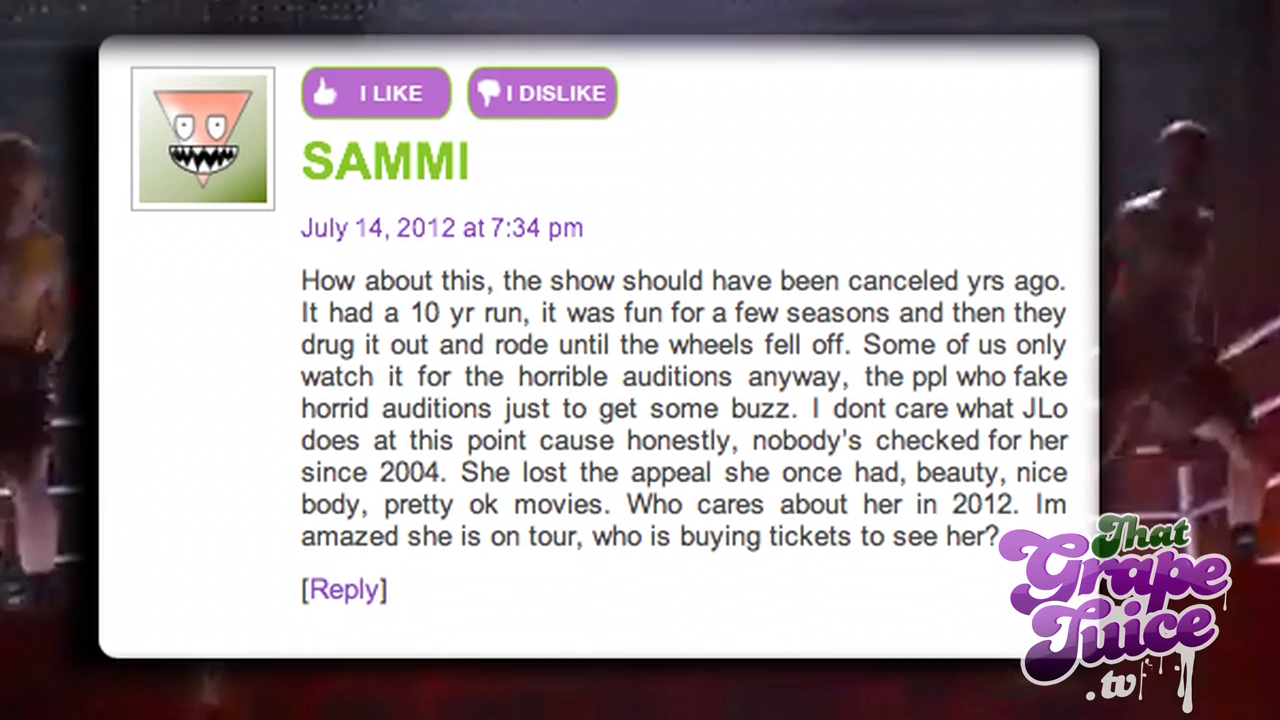 I LIKE
I DISLIKE
SAMMI
July 14, 2012 at 7:34 pm
How about this, the show should have been canceled yrs ago.
It had a 10 yr run, it was fun for a few seasons and then they
drug it out and rode until the wheels fell off. Some of us only
watch it for the horrible auditions anyway, the ppl who fake
horrid auditions just to get some buzz. I dont care what JLo
does at this point cause honestly, nobody's checked for her
since 2004. She lost the appeal she once had, beauty, nice
body, pretty ok movies. Who cares about her in 2012. Im
amazed she is on tour, who is buying tickets to see her?
[Reply]
That
Grape
Juice
.tv